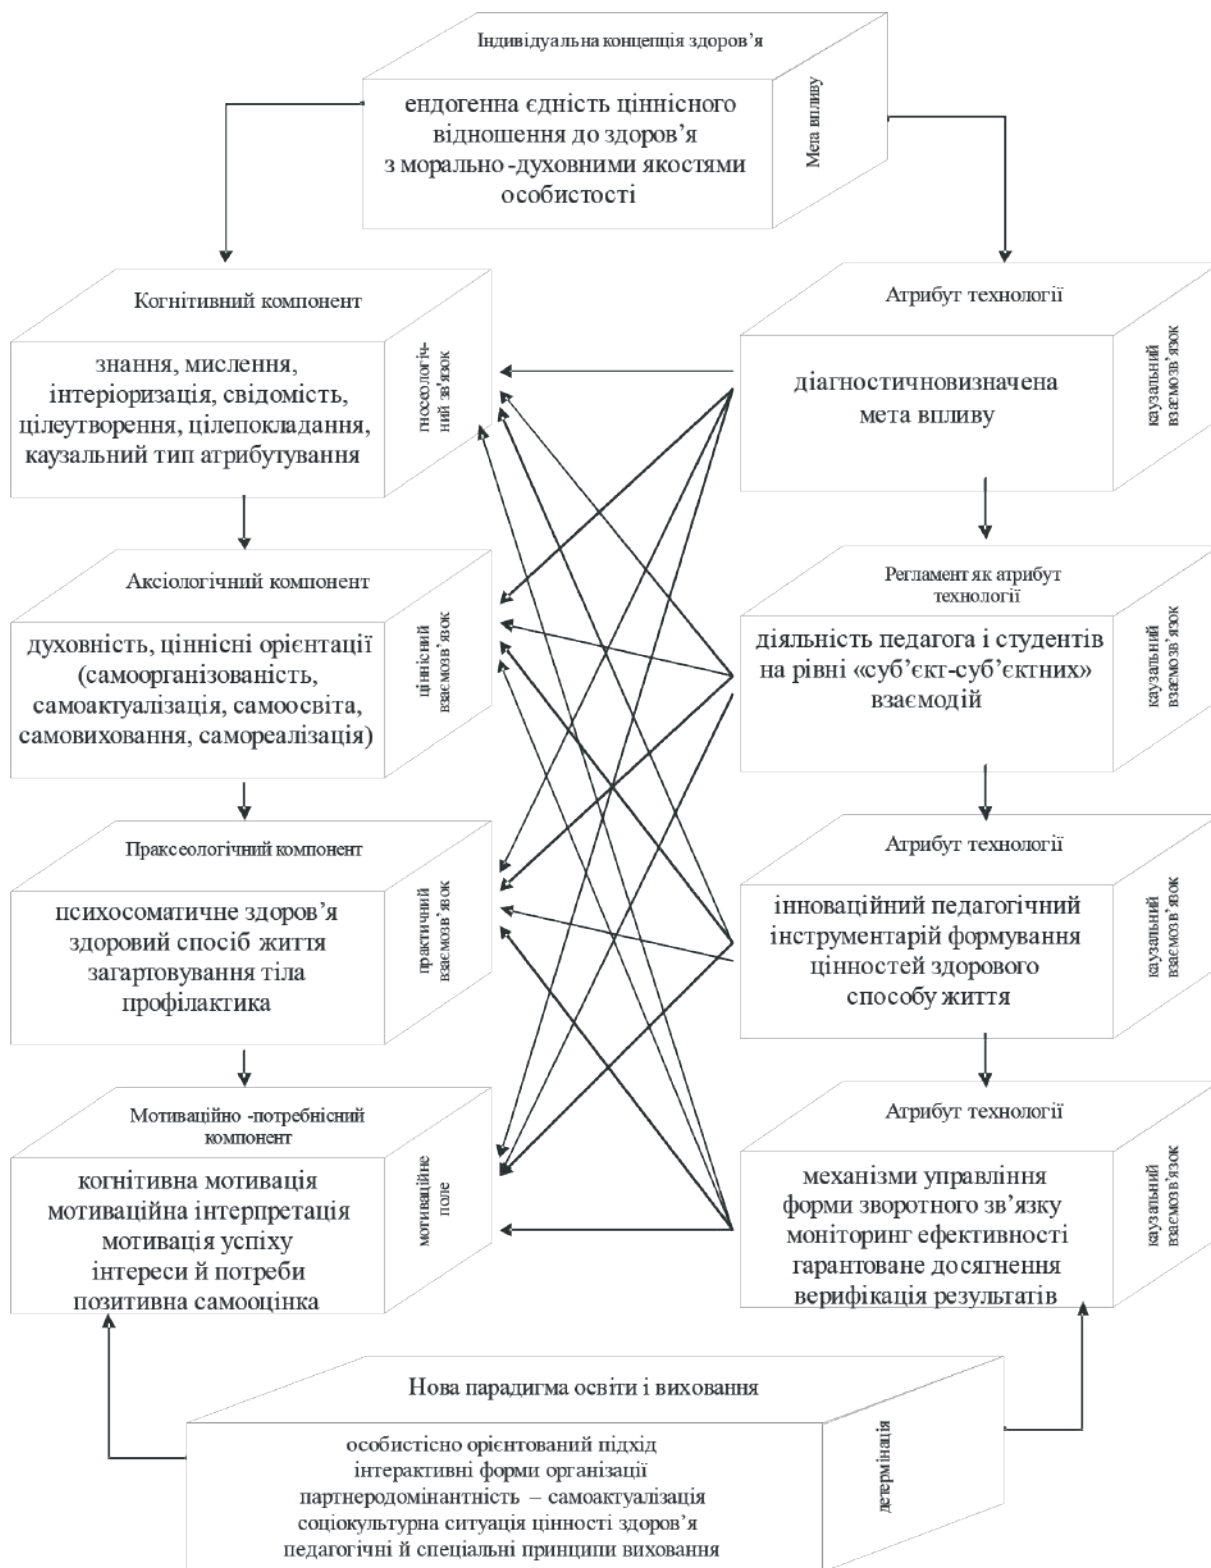 Індивідуальна концепція здоров’я
ендогенна єдність ціннісного
відношення до здоров’я
з морально-духовними якостями
особистості
Мета впливу
Когнітивний компонент
знання, мислення,
інтеріоризація, свідомість,
цілеутворення, цілепокладання,
каузальний тип атрибутування
гносеологіч-
ний зв’язок
Атрибут технології
діагностичновизначена
мета впливу
каузальний
взаємозв’язок
Аксіологічний компонент
духовність, ціннісні орієнтації
(самоорганізованість,
самоактуалізація, самоосвіта,
самовиховання, самореалізація)
ціннісний
взаємозв’язок
Регламент як атрибут
технології
діяльність педагога і студентів
на рівні «суб’єкт-суб’єктних»
взаємодій
каузальний
взаємозв’язок
Праксеологічний компонент
психосоматичне здоров’я
здоровий спосіб життя
загартовування тіла
профілактика
практичний
взаємозв’язок
Атрибут технології
інноваційний педагогічний
інструментарій формування
цінностей здорового
способу життя
каузальний
взаємозв’язок
Мотиваційно -потребнісний
компонент
когнітивна мотивація
мотиваційна інтерпретація
мотивація успіху
інтереси й потреби
позитивна самооцінка
мотиваційне
поле
Атрибут технології
механізми управління
форми зворотного зв’язку
моніторинг ефективності
гарантоване досягнення
верифікація результатів
каузальний
взаємозв’язок
Нова парадигма освіти і виховання
особистісно орієнтований підхід
інтерактивні форми організації
партнеродомінантність – самоактуалізація
соціокультурна ситуація цінності здоров’я
педагогічні й спеціальні принципи виховання
детермінація